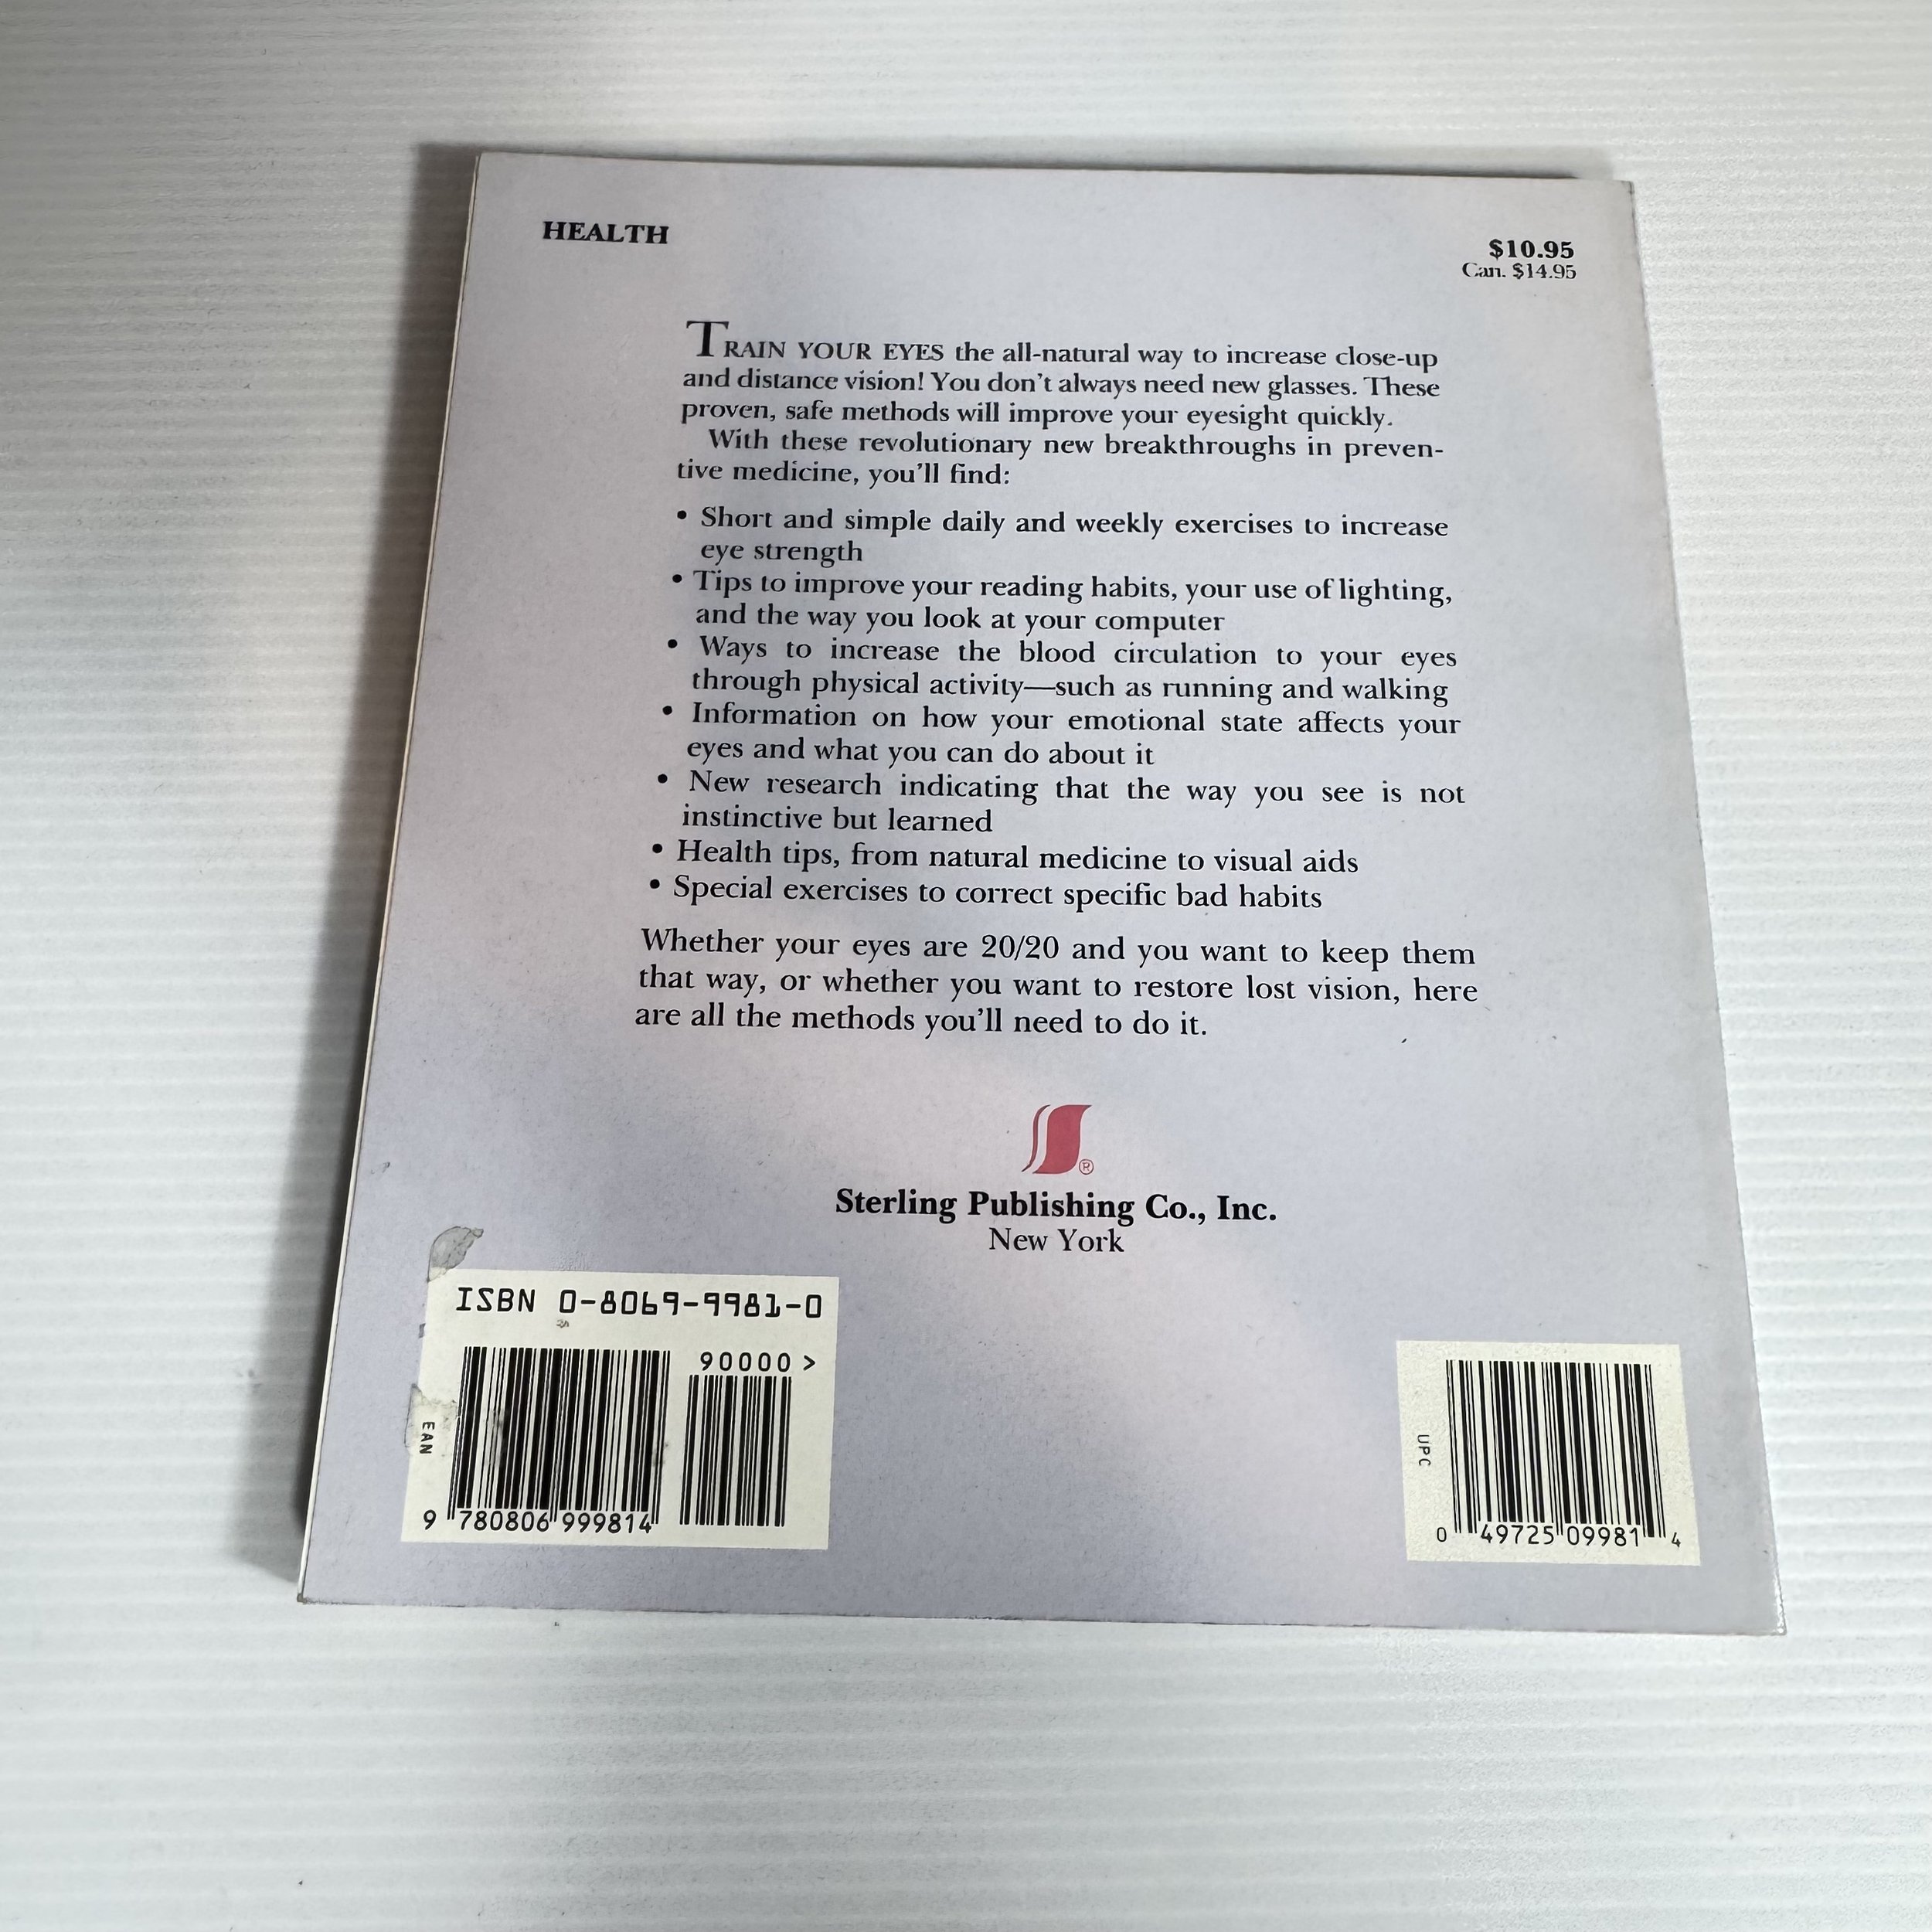 HEALTH
$10.95
Can. $14.95
TRAIN YOUR EYES the all-natural way to increase close-up
and distance vision! You don't always need new glasses. These
proven, safe methods will improve your eyesight quickly.
With these revolutionary new breakthroughs in preven-
tive medicine, you'll find:
• Short and simple daily and weekly exercises to increase
eye strength
• Tips to improve your reading habits, your use of lighting,
and the way you look at your computer
• Ways to increase the blood circulation to your eyes
through physical activity—such as running and walking
• Information on how your emotional state affects your
eyes and what you can do about it
• New research indicating that the way you see is not
instinctive but learned
• Health tips, from natural medicine to visual aids
• Special exercises to correct specific bad habits
Whether your eyes are 20/20 and you want to keep them
that way, or whether you want to restore lost vision, here
are all the methods you'll need to do it.
®
Sterling Publishing Co., Inc.
New York
ISBN 0-8069-9981-0
90000 >
EAN
9 780806 999814
UPC
0 49725 09981 4